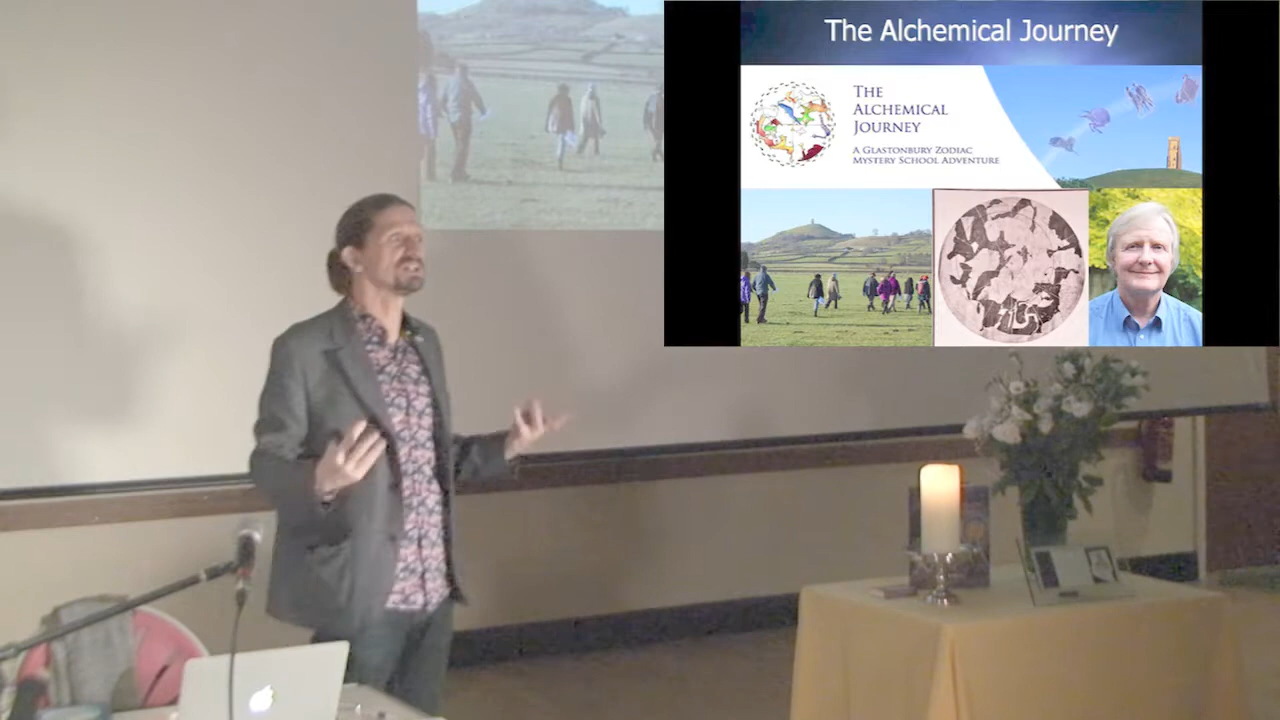 The Alchemical Journey
THE
ALCHEMICAL
JOURNEY
A GLASTONBURY ZODIAC
MYSTERY SCHOOL ADVENTURE